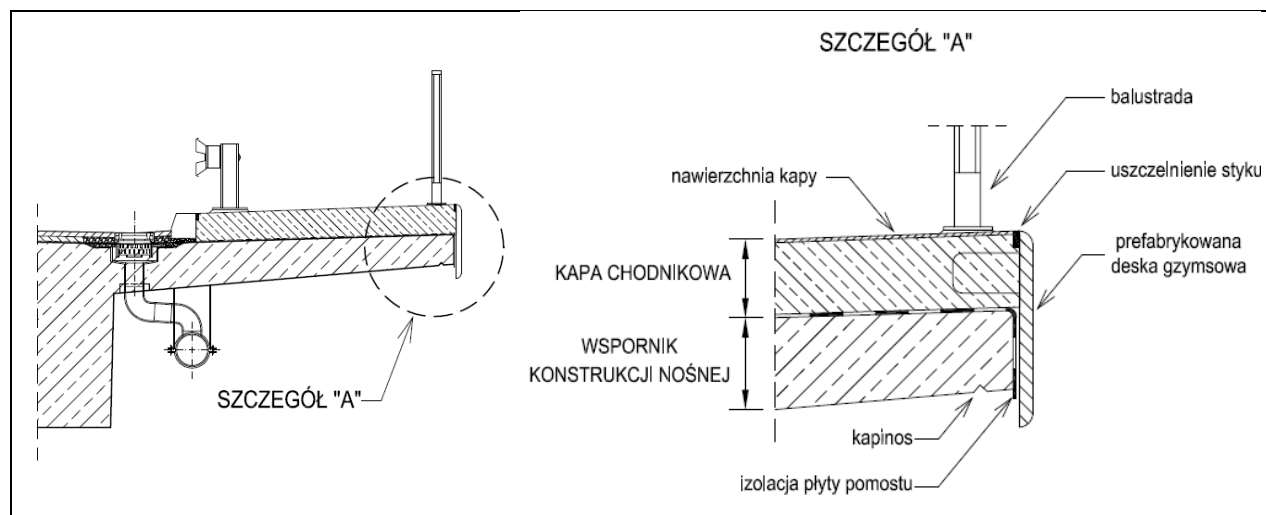 SZCZEGÓŁ "A"
SZCZEGÓŁ "A"
balustrada
uszczelnienie styku
nawierzchnia kapy
prefabrykowana
deska gzymsowa
KAPA CHODNIKOWA
WSPORNIK
KONSTRUKCJI NOŚNEJ
kapinos
izolacja płyty pomostu